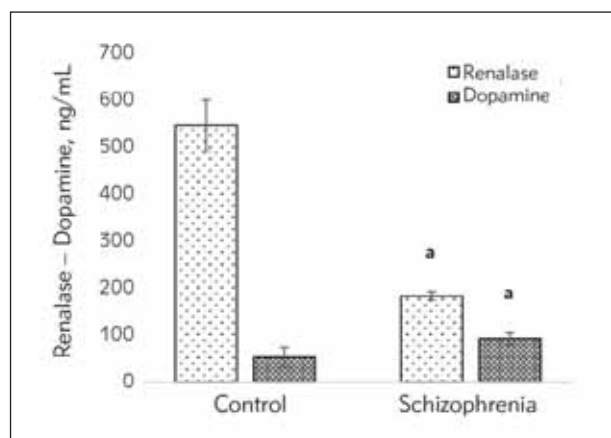 700
600
500
400
300
200
100
0
Renalase – Dopamine, ng/mL
Renalase
Dopamine
a
a
Control
Schizophrenia